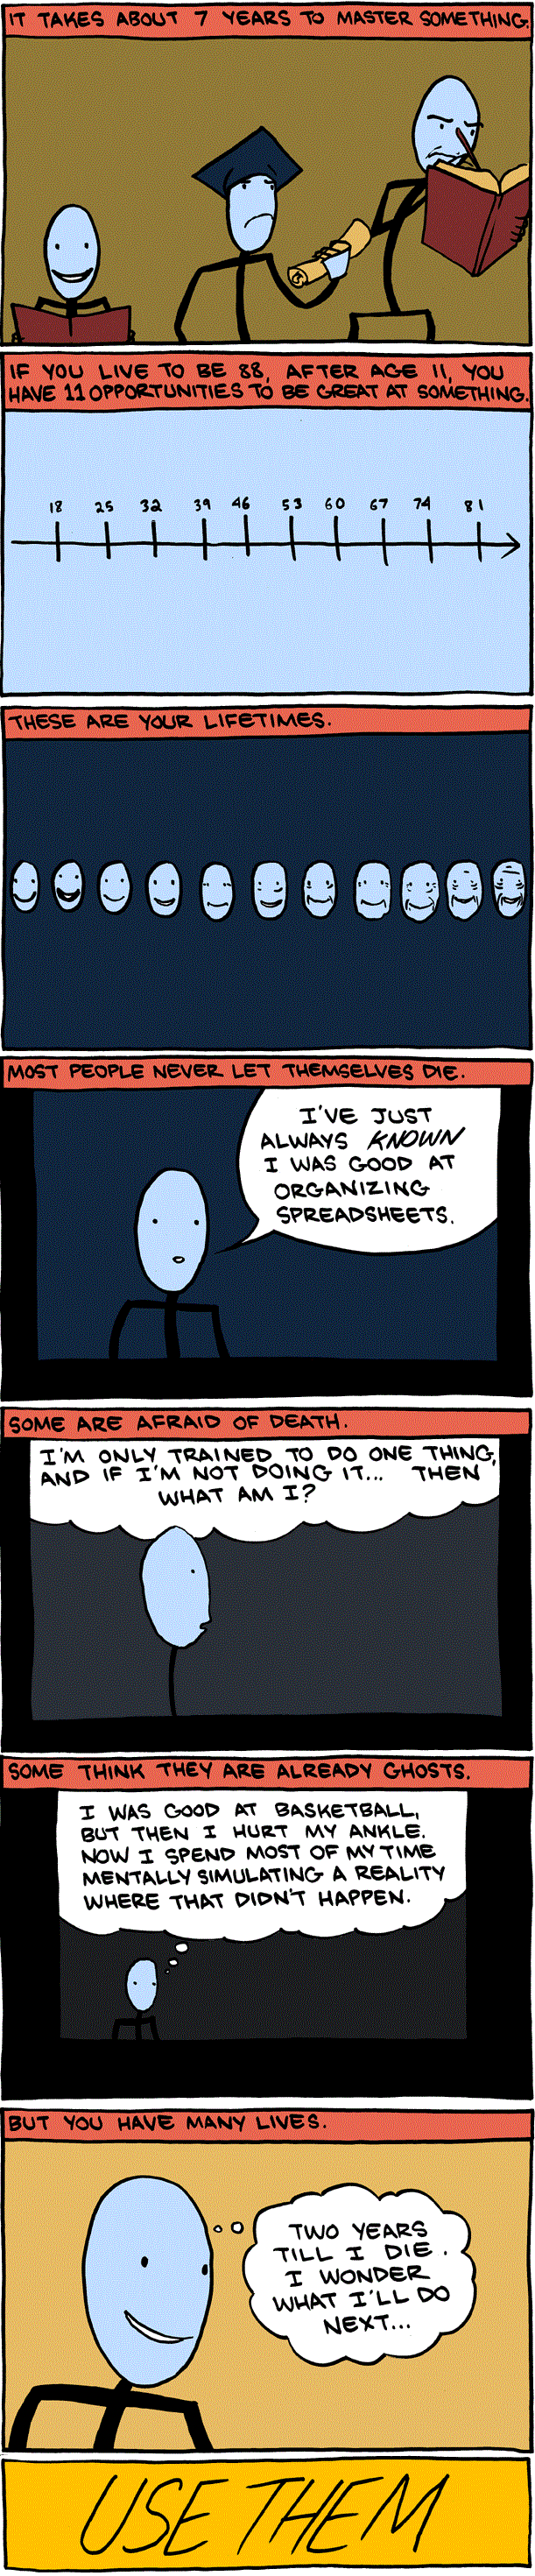 IT TAKES ABOUT 7 YEARS TO MASTER SOMETHING.
IF YOU LIVE TO BE 88, AFTER AGE 11, YOU
HAVE 11 OPPORTUNITIES TO BE GREAT AT SOMETHING.
18 25 32 39 46 53 60 67 74 81
THESE ARE YOUR LIFETIMES.
MOST PEOPLE NEVER LET THEMSELVES DIE.
I'VE JUST
ALWAYS KNOWN
I WAS GOOD AT
ORGANIZING
SPREADSHEETS.
SOME ARE AFRAID OF DEATH.
I'M ONLY TRAINED TO DO ONE THING,
AND IF I'M NOT DOING IT... THEN
WHAT AM I?
SOME THINK THEY ARE ALREADY GHOSTS.
I WAS GOOD AT BASKETBALL,
BUT THEN I HURT MY ANKLE.
NOW I SPEND MOST OF MY TIME
MENTALLY SIMULATING A REALITY
WHERE THAT DIDN'T HAPPEN.
BUT YOU HAVE MANY LIVES.
TWO YEARS
TILL I DIE.
I WONDER
WHAT I'LL DO
NEXT...
USE THEM